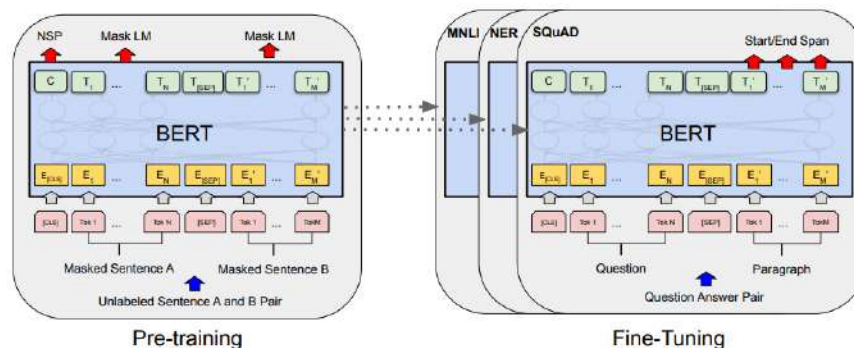 NSP Mask LM Mask LM
C T1 ... TN T[SEP] T1' ... TM'
BERT
E[CLS] E1 ... EN E[SEP] E1' ... EM'
[CLS] Tok 1 ... Tok N [SEP] Tok 1 ... TokM
Masked Sentence A Masked Sentence B
Unlabeled Sentence A and B Pair
Pre-training
MNLI NER SQuAD
Start/End Span
C T1 ... TN T[SEP] T1' ... TM'
BERT
E[CLS] E1 ... EN E[SEP] E1' ... EM'
[CLS] Tok 1 ... Tok N [SEP] Tok 1 ... TokM
Question Paragraph
Question Answer Pair
Fine-Tuning